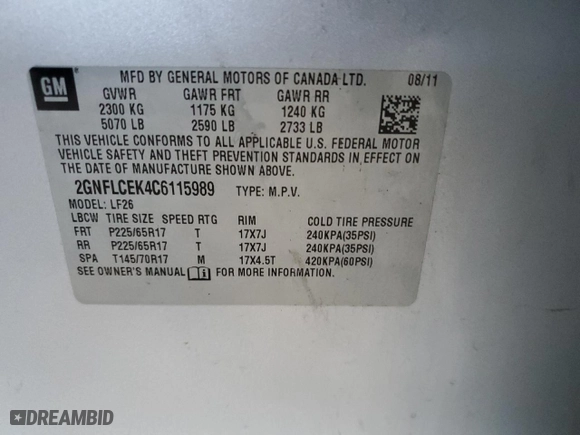 GM
MFD BY GENERAL MOTORS OF CANADA LTD. 08/11
GVWR GAWR FRT GAWR RR
2300 KG 1175 KG 1240 KG
5070 LB 2590 LB 2733 LB
THIS VEHICLE CONFORMS TO ALL APPLICABLE U.S. FEDERAL MOTOR
VEHICLE SAFETY AND THEFT PREVENTION STANDARDS IN EFFECT ON
THE DATE OF MANUFACTURE SHOWN ABOVE.
2GNFLCEK4C6115989 TYPE: M.P.V.
MODEL: LF26
LBCW TIRE SIZE SPEED RTG RIM COLD TIRE PRESSURE
FRT P225/65R17 T 17X7J 240KPA(35PSI)
RR P225/65R17 T 17X7J 240KPA(35PSI)
SPA T145/70R17 M 17X4.5T 420KPA(60PSI)
SEE OWNER'S MANUAL FOR MORE INFORMATION.
DREAMBID